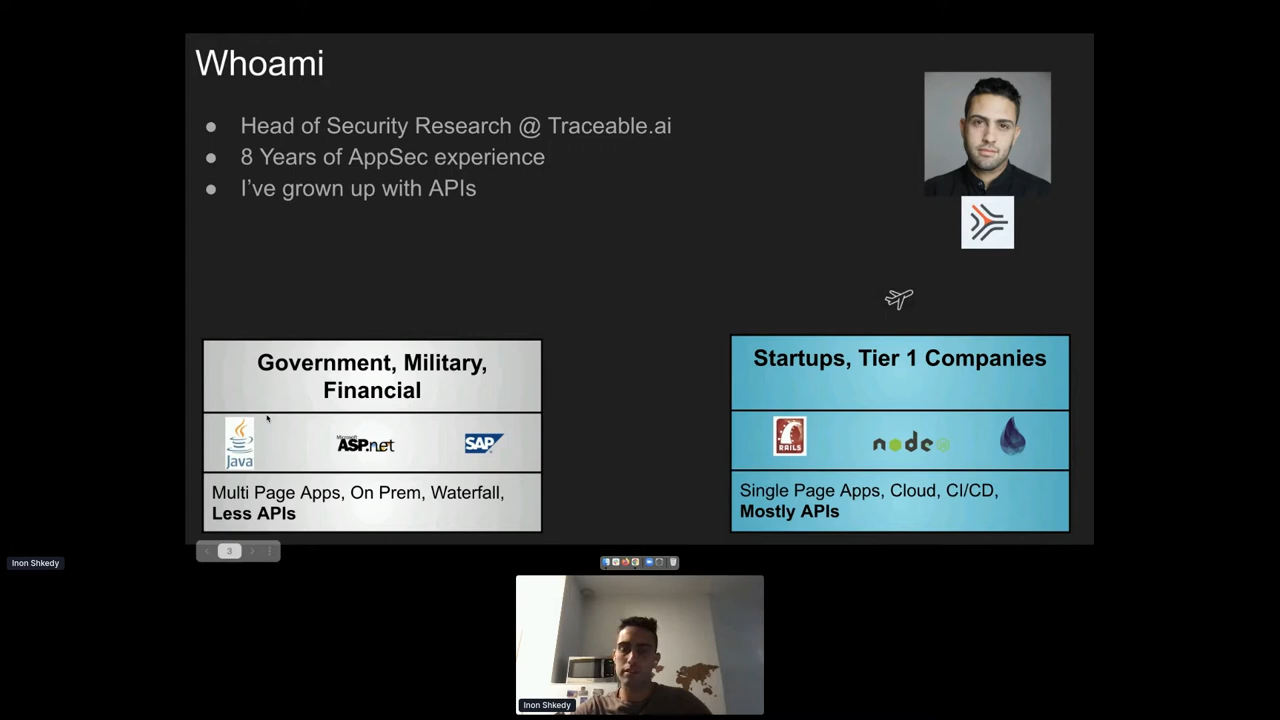 Whoami
● Head of Security Research @ Traceable.ai
● 8 Years of AppSec experience
● I've grown up with APIs
Government, Military,
Financial
Java
Microsoft
ASP.net
SAP
Multi Page Apps, On Prem, Waterfall,
Less APIs
Startups, Tier 1 Companies
RAILS
node
Single Page Apps, Cloud, CI/CD,
Mostly APIs
3
Inon Shkedy
Inon Shkedy